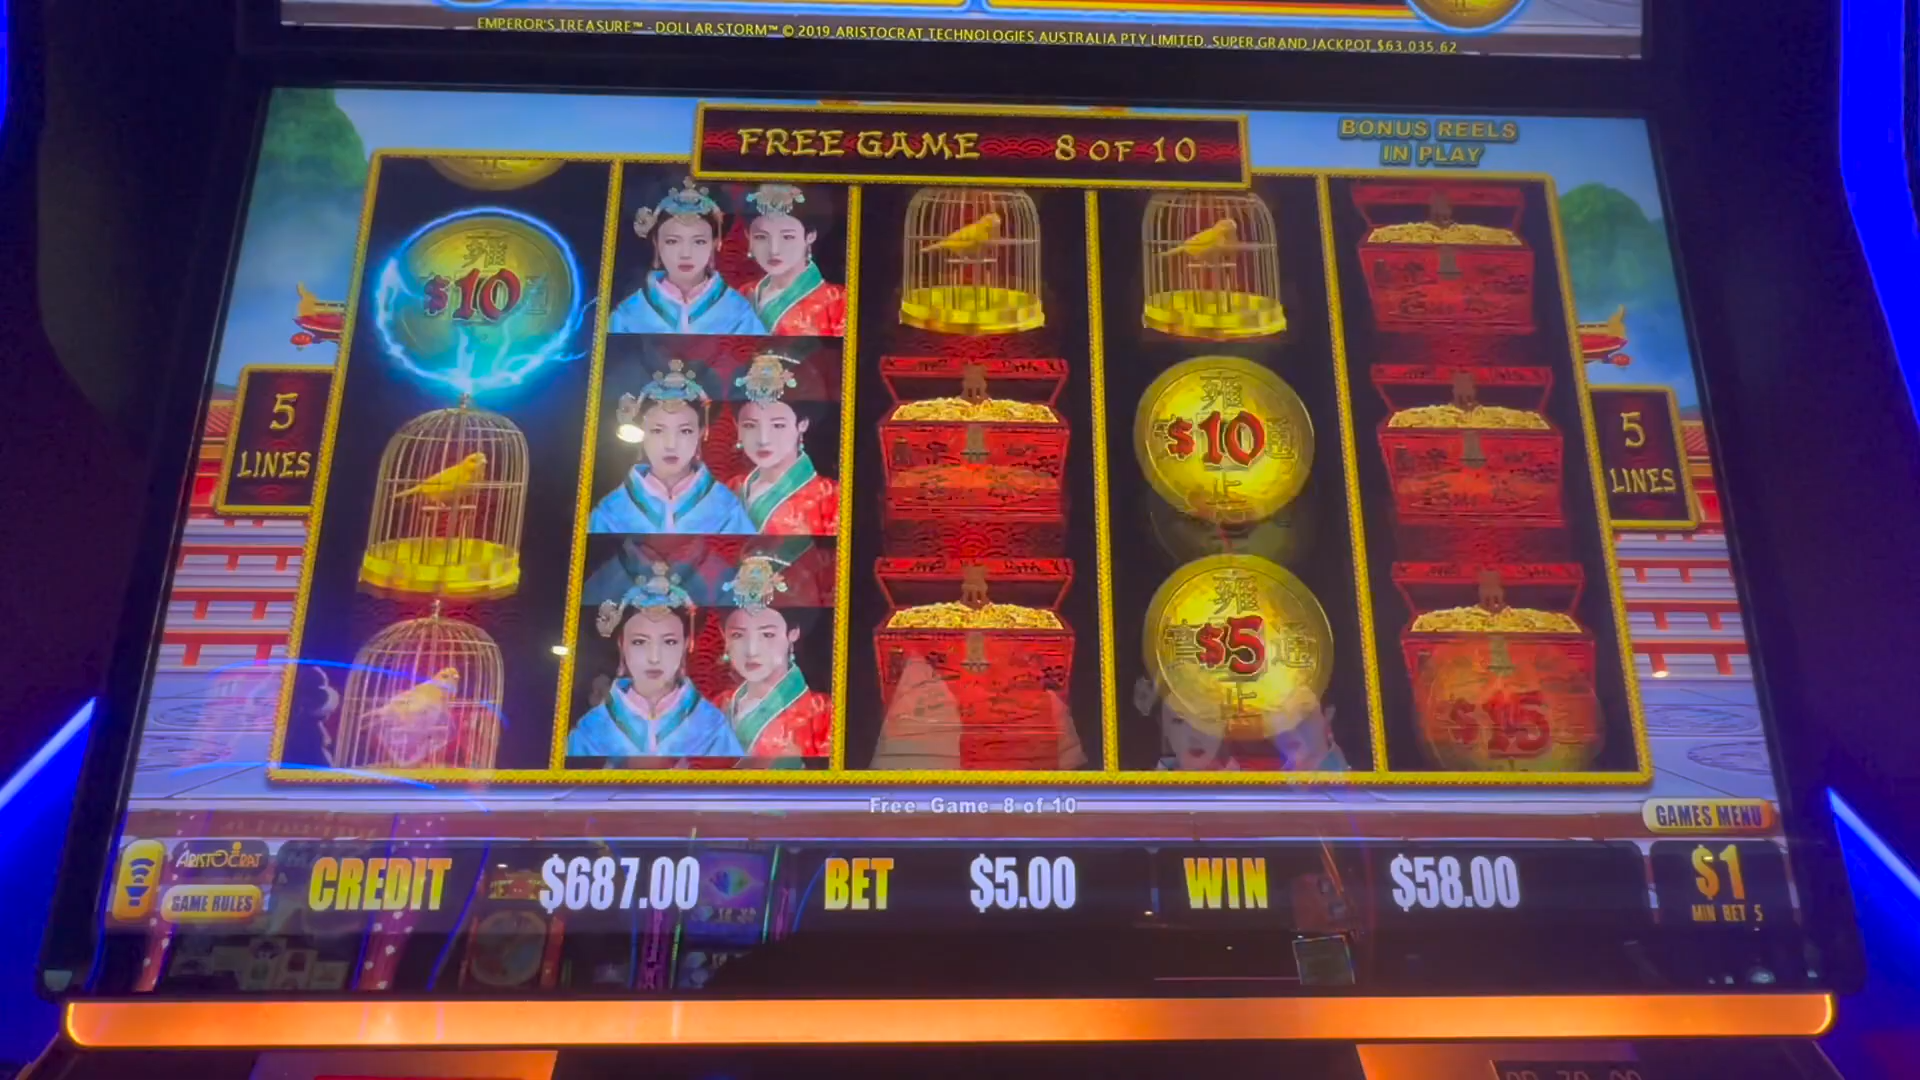 EMPEROR'S TREASURE™ - DOLLAR STORM™ © 2019 ARISTOCRAT TECHNOLOGIES AUSTRALIA PTY LIMITED. SUPER GRAND JACKPOT $63,035.62
FREE GAME 8 OF 10
BONUS REELS
IN PLAY
$10
5
LINES
$10
5
LINES
$5
$15
Free Game 8 of 10
GAMES MENU
ARISTOCRAT
GAME RULES
CREDIT $687.00 BET $5.00 WIN $58.00
$1
MIN BET 5